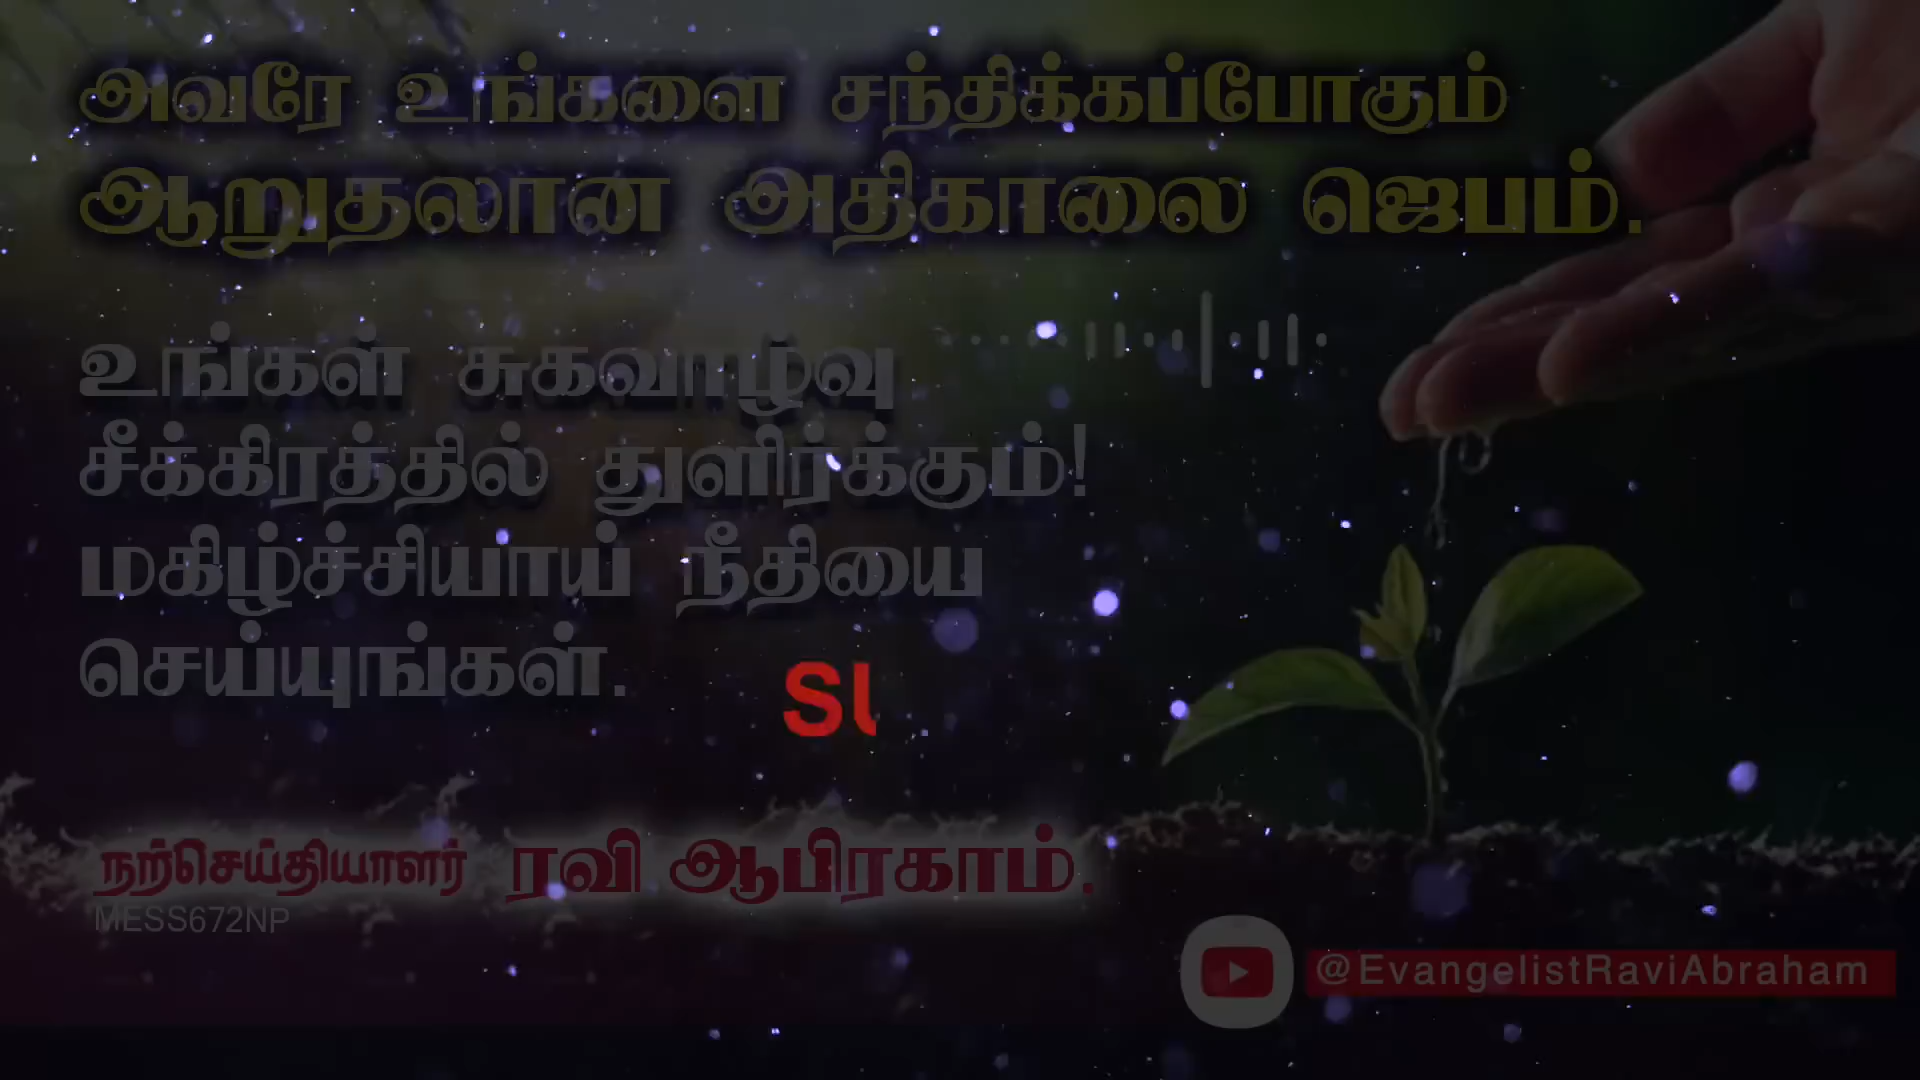 அவரே உங்களை சந்திக்கப்போகும்
ஆறுதலான அதிகாலை ஜெபம்.
உங்கள் சுகவாழ்வு
சீக்கிரத்தில் துளிர்க்கும்!
மகிழ்ச்சியாய் நீதியை
செய்யுங்கள்.
நற்செய்தியாளர் ரவி ஆபிரகாம்.
MESS672NP
@EvangelistRaviAbraham